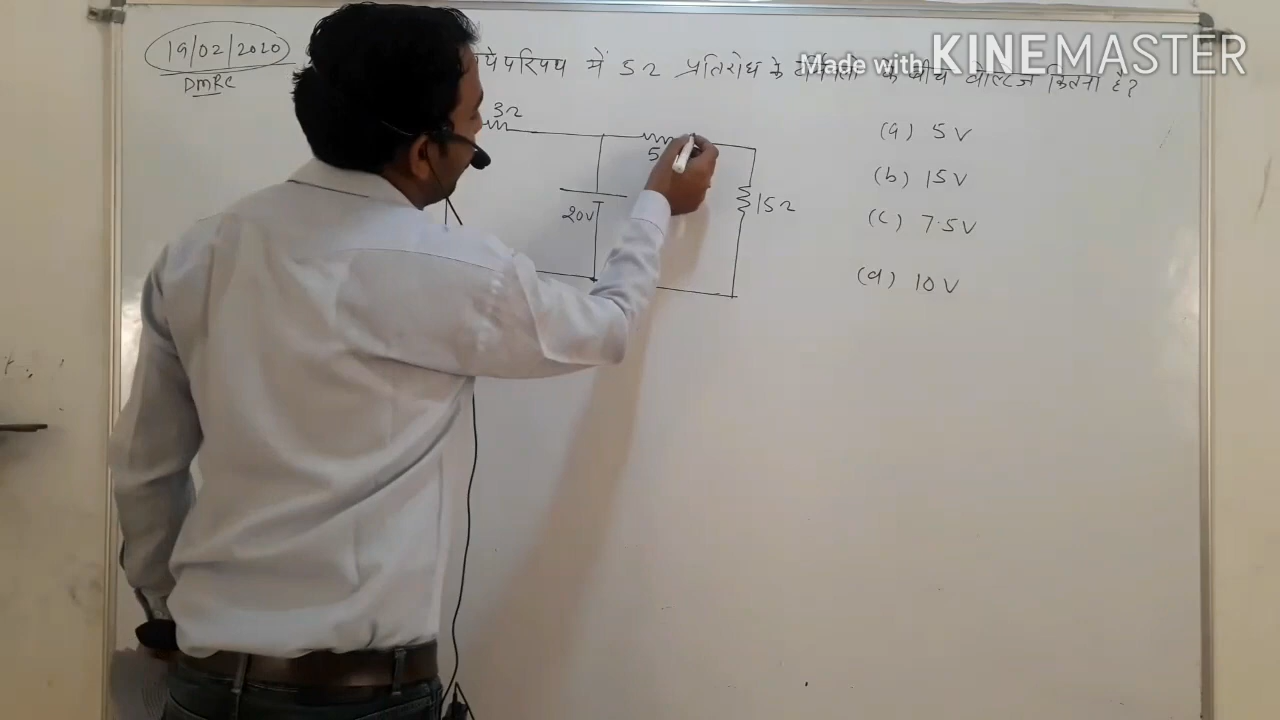 19/02/2020
DMRC
परिपथ में 5Ω प्रतिरोध के बीच वोल्टेज कितना है?
Made with KINEMASTER
3Ω
5
20V
15Ω
(a) 5V
(b) 15V
(c) 7.5V
(d) 10V